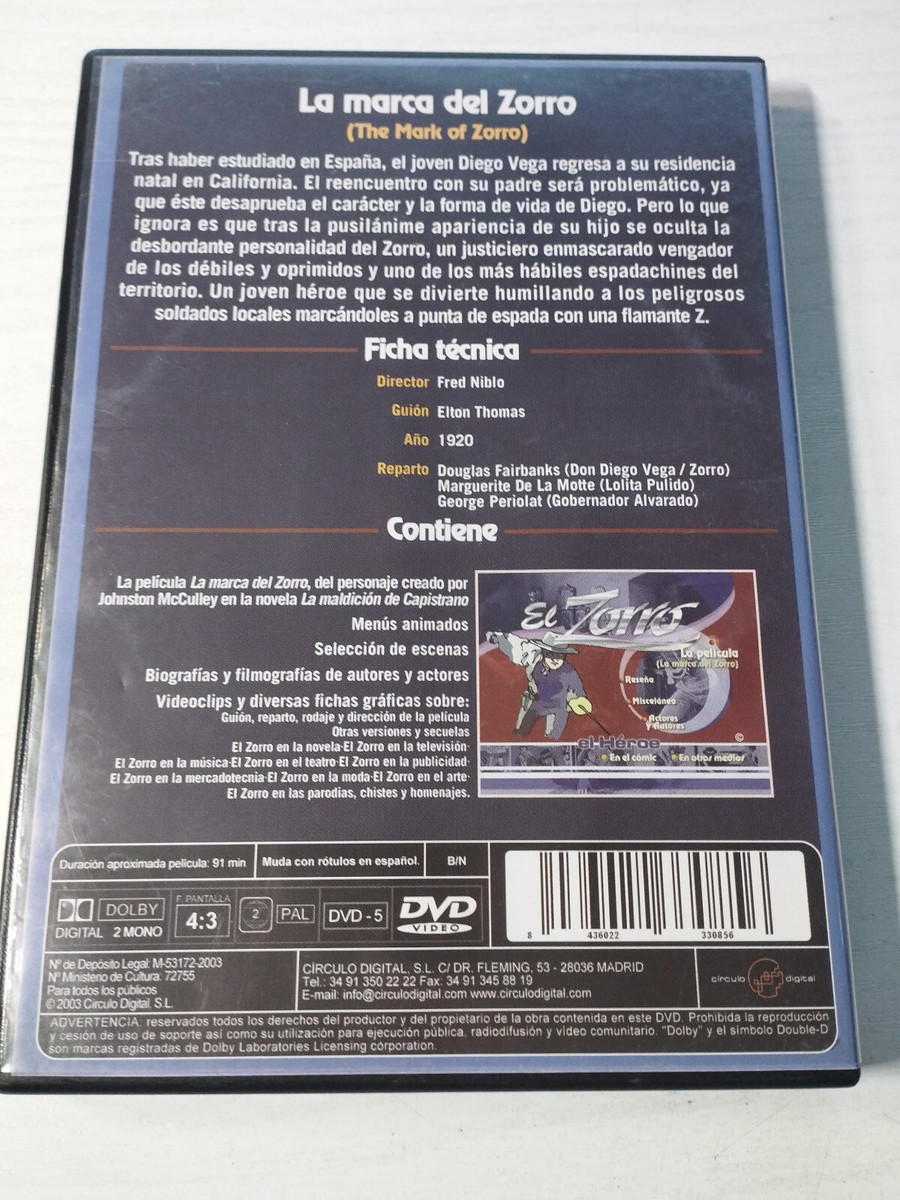 La marca del Zorro
(The Mark of Zorro)
Tras haber estudiado en España, el joven Diego Vega regresa a su residencia
natal en California. El reencuentro con su padre será problemático, ya
que éste desaprueba el carácter y la forma de vida de Diego. Pero lo que
ignora es que tras la pusilánime apariencia de su hijo se oculta la
desbordante personalidad del Zorro, un justiciero enmascarado vengador
de los débiles y oprimidos y uno de los más hábiles espadachines del
territorio. Un joven héroe que se divierte humillando a los peligrosos
soldados locales marcándoles a punta de espada con una flamante Z.
Ficha técnica
Director Fred Niblo
Guión Elton Thomas
Año 1920
Reparto Douglas Fairbanks (Don Diego Vega / Zorro)
Marguerite De La Motte (Lolita Pulido)
George Periolat (Gobernador Alvarado)
Contiene
La película La marca del Zorro, del personaje creado por
Johnston McCulley en la novela La maldición de Capistrano
Menús animados
Selección de escenas
Biografías y filmografías de autores y actores
Videoclips y diversas fichas gráficas sobre:
Guión, reparto, rodaje y dirección de la película
Otras versiones y secuelas
El Zorro en la novela·El Zorro en la televisión·
El Zorro en la música·El Zorro en el teatro·El Zorro en la publicidad·
El Zorro en la mercadotecnia·El Zorro en la moda·El Zorro en el arte·
El Zorro en las parodias, chistes y homenajes.
El Zorro
La película
(La marca del Zorro)
Reseña
Miscelánea
Actores
y Autores
©
el Héroe
En el cómic En otros medios
Duración aproximada película: 91 min Muda con rótulos en español. B/N
DOLBY
DIGITAL 2 MONO
F. PANTALLA
4:3
2 PAL DVD - 5 DVD
VIDEO
8 436022 330856
Nº de Depósito Legal: M-53172-2003
Nº Ministerio de Cultura: 72755
Para todos los públicos
© 2003 Círculo Digital, S.L.
CÍRCULO DIGITAL, S.L. C/ DR. FLEMING, 53 - 28036 MADRID
Tel.: 34 91 350 22 22 Fax: 34 91 345 88 19
E-mail: info@circulodigital.com www.circulodigital.com
círculo digital
ADVERTENCIA: reservados todos los derechos del productor y del propietario de la obra contenida en este DVD. Prohibida la reproducción
y cesión de uso de soporte así como su utilización para ejecución pública, radiodifusión y vídeo comunitario. "Dolby" y el símbolo Double-D
son marcas registradas de Dolby Laboratories Licensing corporation.